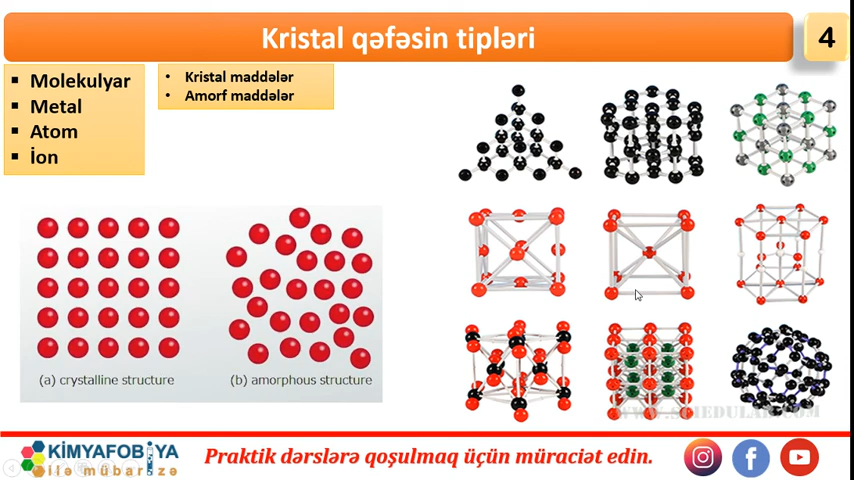 Kristal qəfəsin tipləri
4
▪ Molekulyar
▪ Metal
▪ Atom
▪ İon
• Kristal maddələr
• Amorf maddələr
(a) crystalline structure
(b) amorphous structure
KİMYAFOBİYA
ilə mübarizə
Praktik dərslərə qoşulmaq üçün müraciət edin.